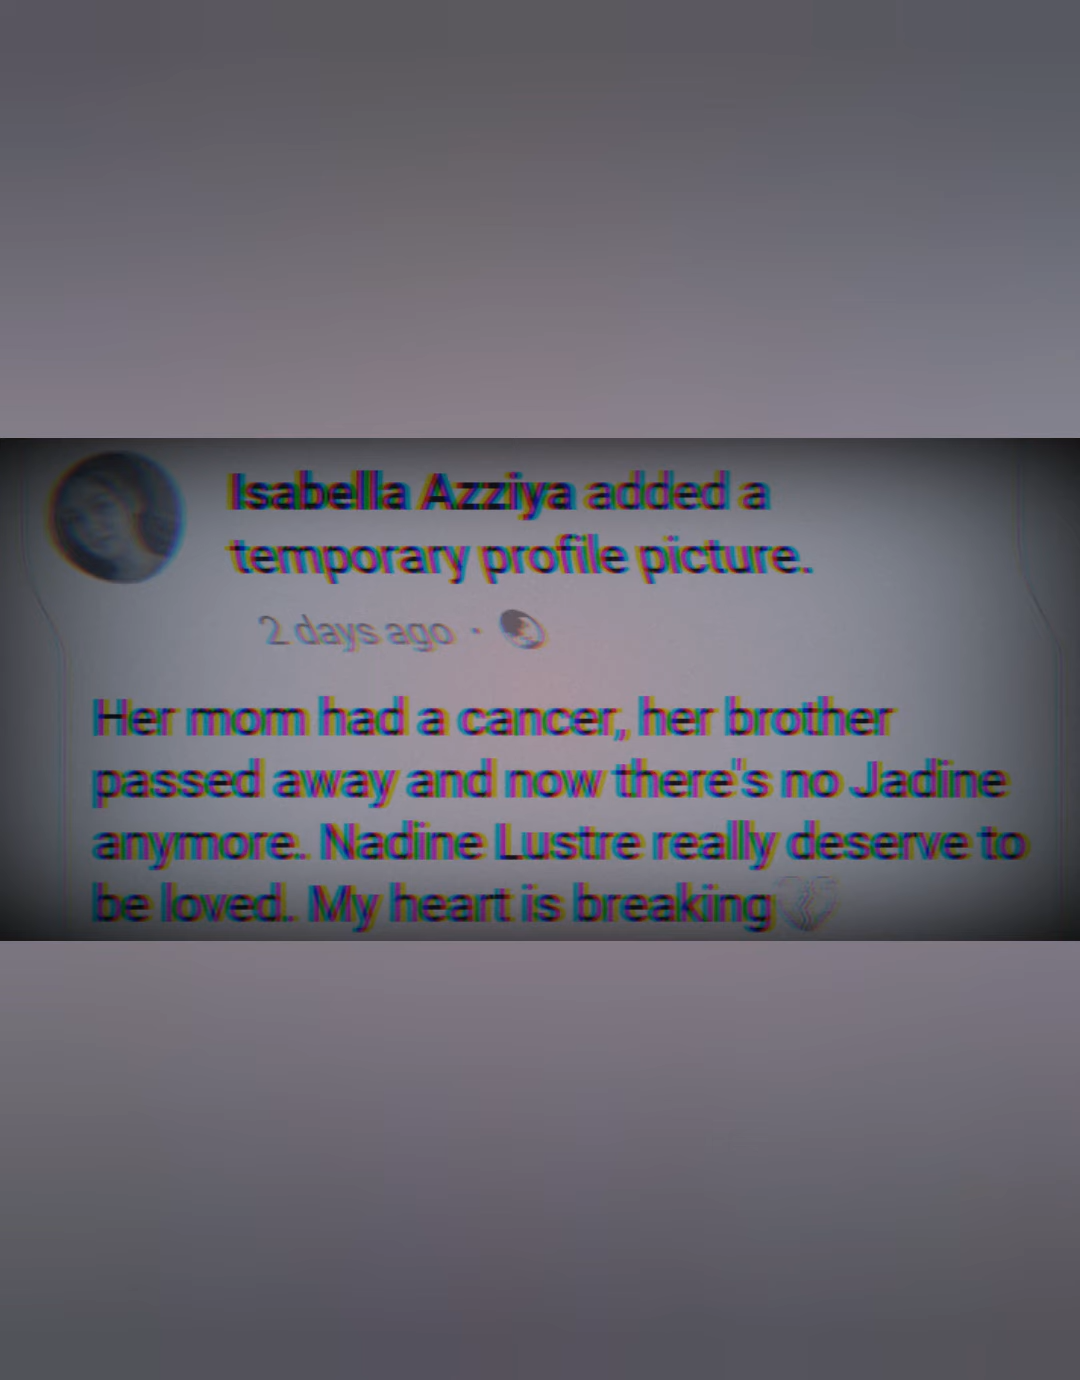 Isabella Azziya added a
temporary profile picture.
2 days ago ·
Her mom had a cancer,, her brother
passed away and now there's no Jadine
anymore.. Nadine Lustre really deserve to
be loved.. My heart is breaking💔